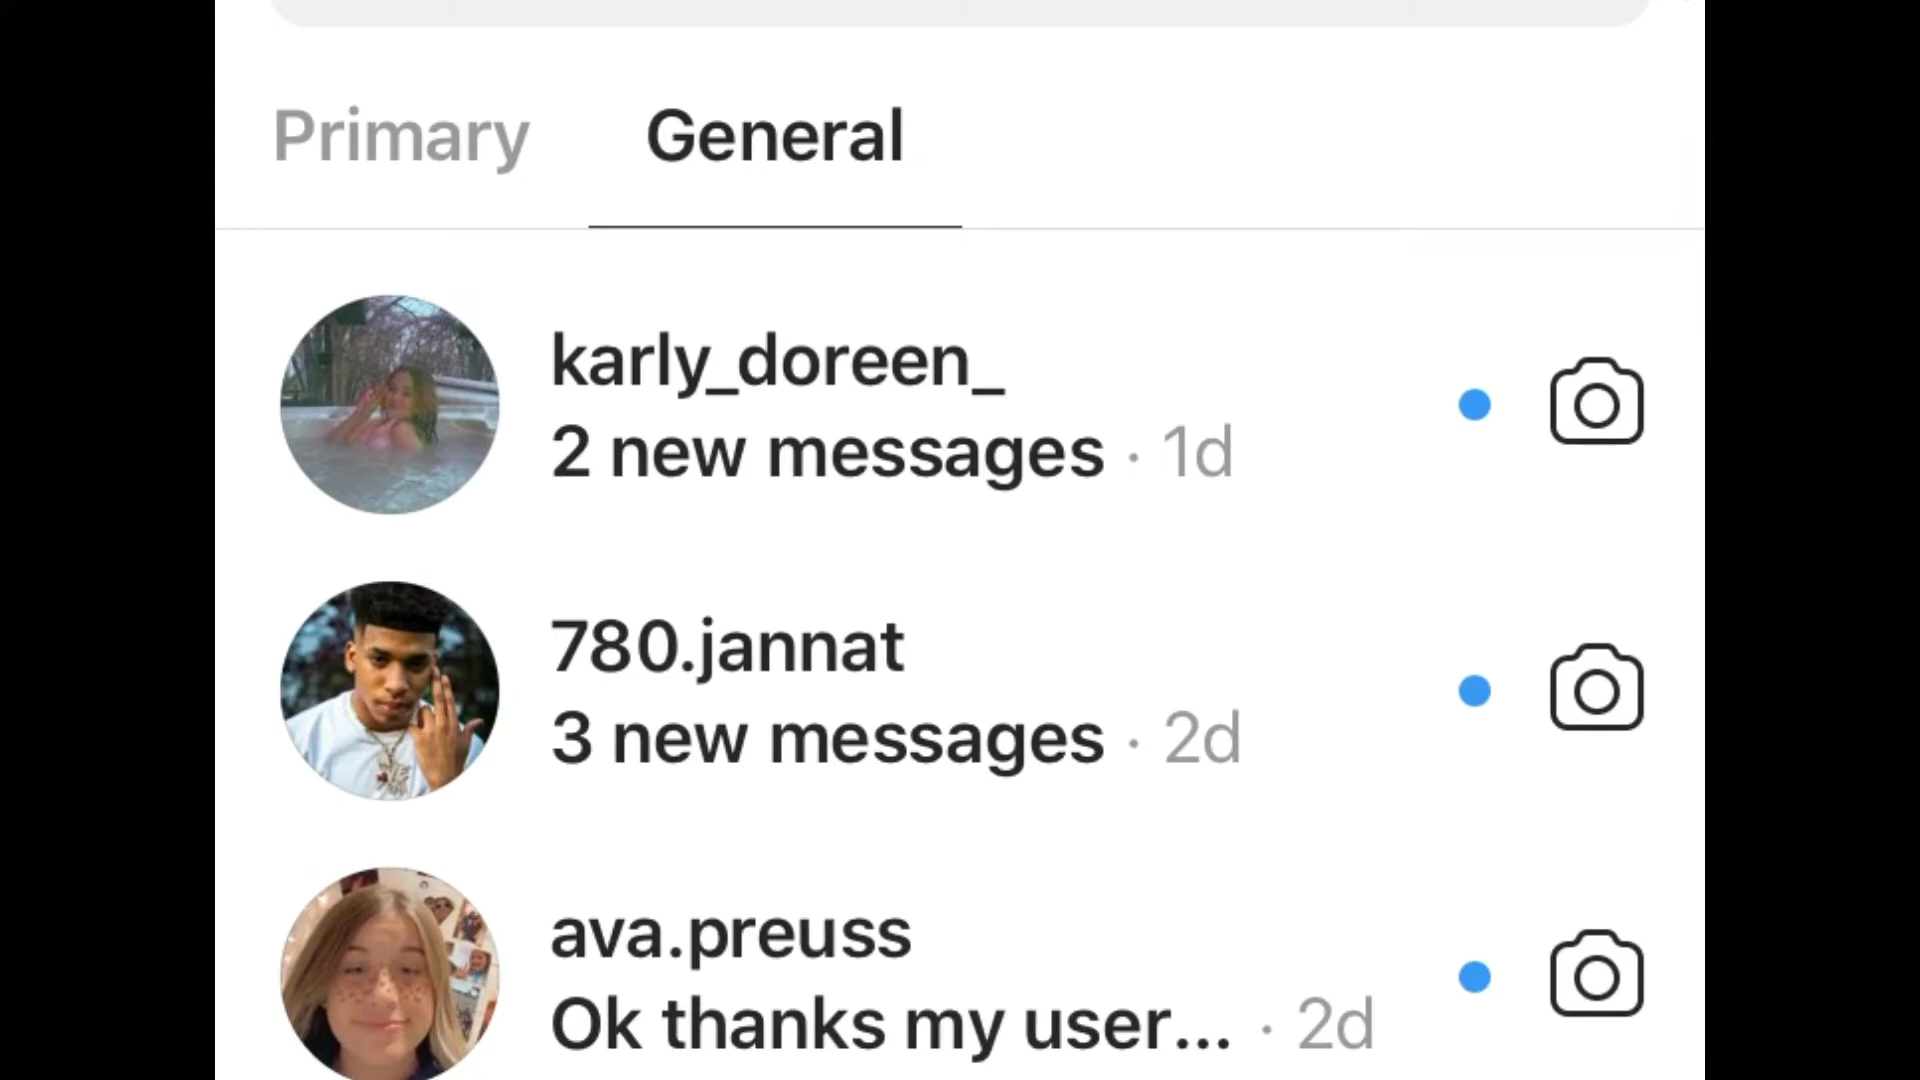 Primary General
karly_doreen_
2 new messages · 1d
780.jannat
3 new messages · 2d
ava.preuss
Ok thanks my user... · 2d